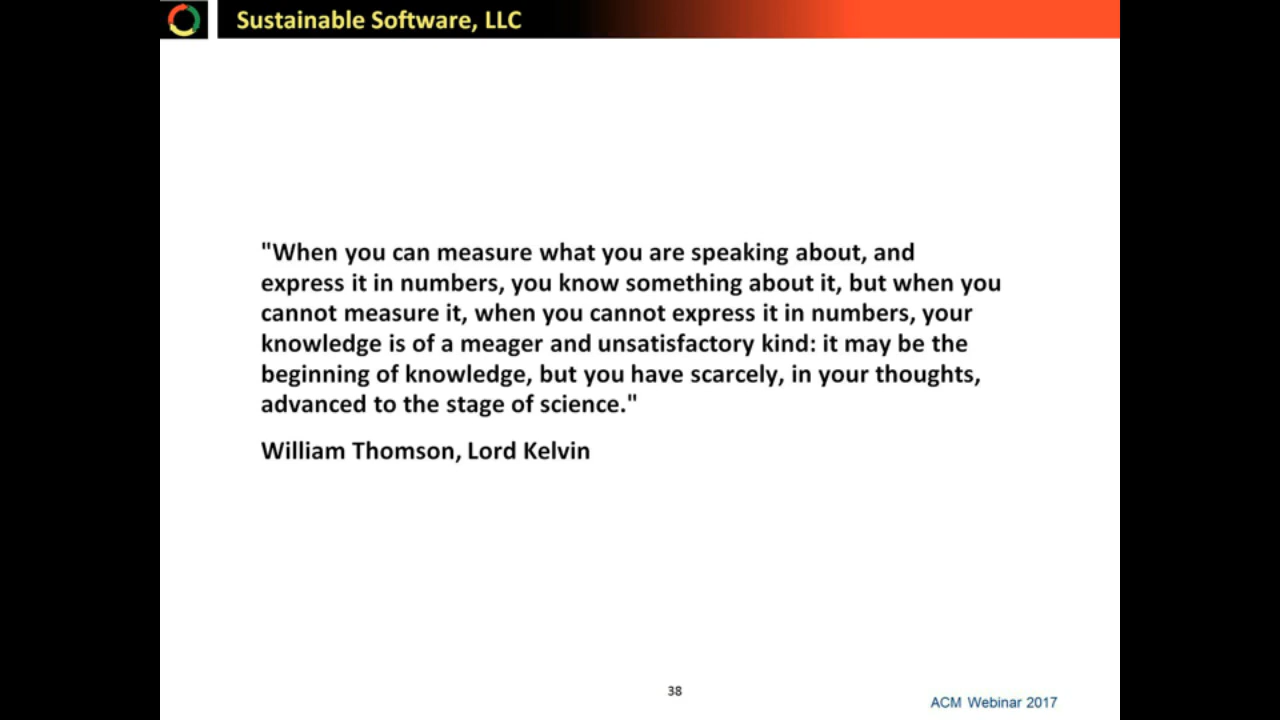 Sustainable Software, LLC
"When you can measure what you are speaking about, and
express it in numbers, you know something about it, but when you
cannot measure it, when you cannot express it in numbers, your
knowledge is of a meager and unsatisfactory kind: it may be the
beginning of knowledge, but you have scarcely, in your thoughts,
advanced to the stage of science."
William Thomson, Lord Kelvin
38
ACM Webinar 2017